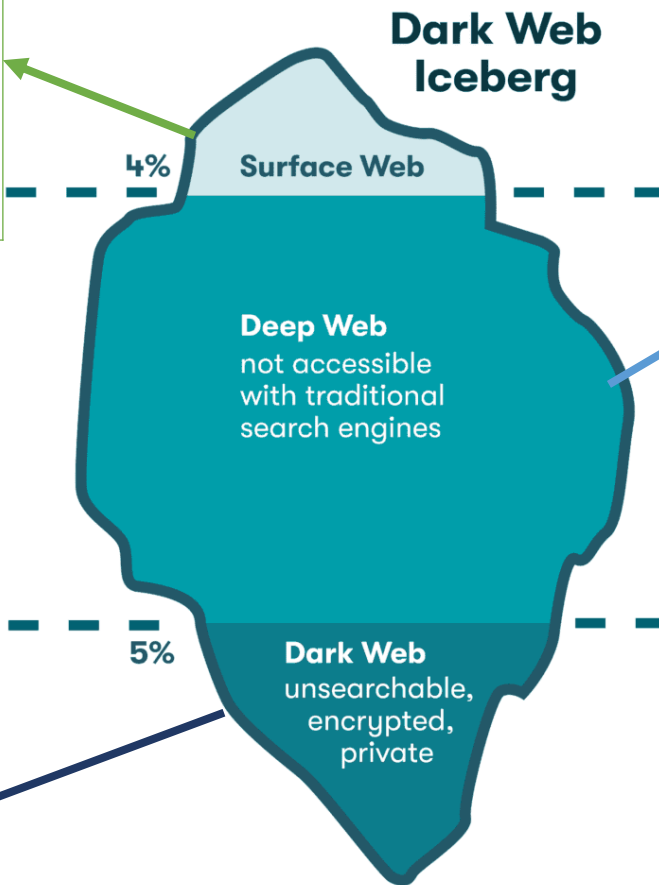 Dark Web
Iceberg
4%
Surface Web
Deep Web
not accessible
with traditional
search engines
5%
Dark Web
unsearchable,
encrypted,
private